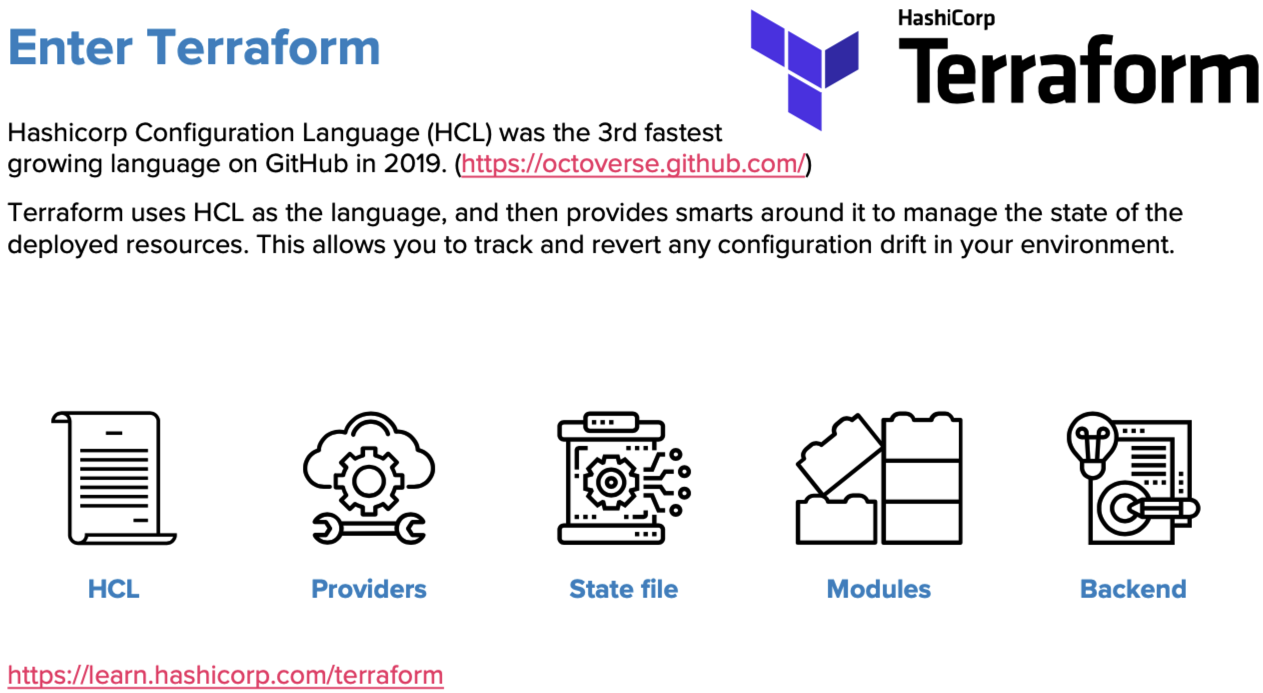 Enter Terraform
HashiCorp
Terraform
Hashicorp Configuration Language (HCL) was the 3rd fastest
growing language on GitHub in 2019. (https://octoverse.github.com/)
Terraform uses HCL as the language, and then provides smarts around it to manage the state of the
deployed resources. This allows you to track and revert any configuration drift in your environment.
HCL
Providers
State file
Modules
Backend
https://learn.hashicorp.com/terraform